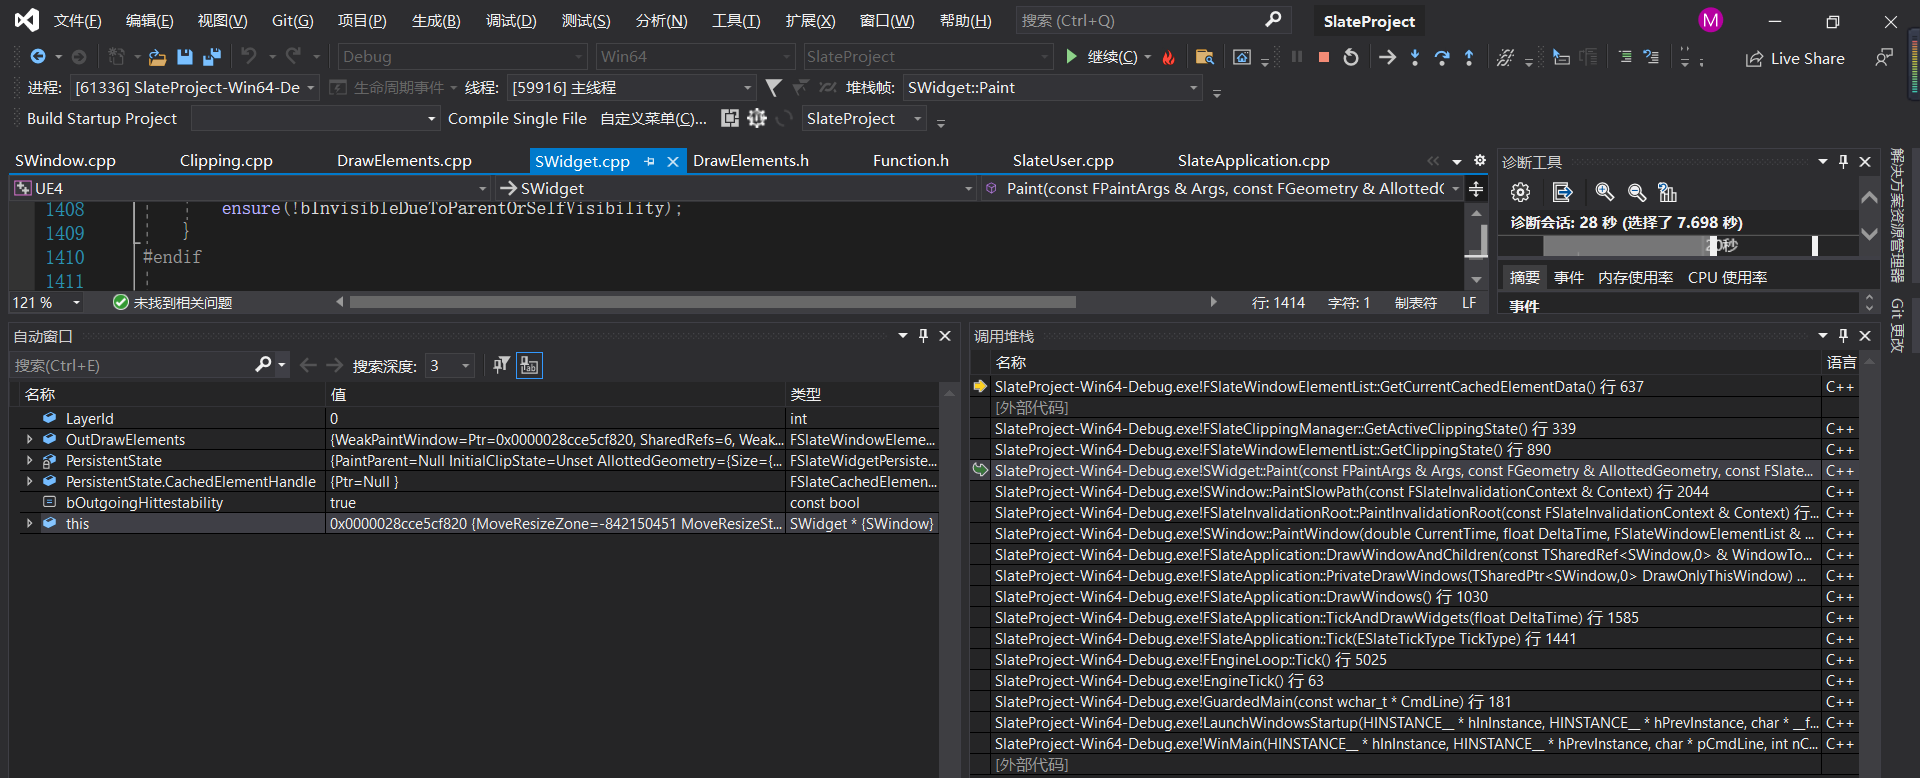 文件(F) 编辑(E) 视图(V) Git(G) 项目(P) 生成(B) 调试(D) 测试(S) 分析(N) 工具(T) 扩展(X) 窗口(W) 帮助(H) 搜索 (Ctrl+Q) SlateProject M
Debug Win64 SlateProject 继续(C) Live Share
进程: [61336] SlateProject-Win64-De 生命周期事件 线程: [59916] 主线程 堆栈帧: SWidget::Paint
Build Startup Project Compile Single File 自定义菜单(C)... SlateProject
SWindow.cpp Clipping.cpp DrawElements.cpp SWidget.cpp DrawElements.h Function.h SlateUser.cpp SlateApplication.cpp
UE4 SWidget Paint(const FPaintArgs & Args, const FGeometry & AllottedG
1408 ensure(!bInvisibleDueToParentOrSelfVisibility);
1409 }
1410 #endif
1411
121 % 未找到相关问题 行: 1414 字符: 1 制表符 LF
诊断工具
诊断会话: 28 秒 (选择了 7.698 秒)
20秒
摘要 事件 内存使用率 CPU 使用率
事件
解决方案资源管理器
Git 更改
自动窗口
搜索(Ctrl+E) 搜索深度: 3
名称 值 类型
LayerId 0 int
OutDrawElements {WeakPaintWindow=Ptr=0x0000028cce5cf820, SharedRefs=6, Weak... FSlateWindowEleme...
PersistentState {PaintParent=Null InitialClipState=Unset AllottedGeometry={Size={... FSlateWidgetPersiste...
PersistentState.CachedElementHandle {Ptr=Null } FSlateCachedElemen...
bOutgoingHittestability true const bool
this 0x0000028cce5cf820 {MoveResizeZone=-842150451 MoveResizeSt... SWidget * {SWindow}
调用堆栈
名称 语言
SlateProject-Win64-Debug.exe!FSlateWindowElementList::GetCurrentCachedElementData() 行 637 C++
[外部代码]
SlateProject-Win64-Debug.exe!FSlateClippingManager::GetActiveClippingState() 行 339 C++
SlateProject-Win64-Debug.exe!FSlateWindowElementList::GetClippingState() 行 890 C++
SlateProject-Win64-Debug.exe!SWidget::Paint(const FPaintArgs & Args, const FGeometry & AllottedGeometry, const FSlate... C++
SlateProject-Win64-Debug.exe!SWindow::PaintSlowPath(const FSlateInvalidationContext & Context) 行 2044 C++
SlateProject-Win64-Debug.exe!FSlateInvalidationRoot::PaintInvalidationRoot(const FSlateInvalidationContext & Context) 行... C++
SlateProject-Win64-Debug.exe!SWindow::PaintWindow(double CurrentTime, float DeltaTime, FSlateWindowElementList & ... C++
SlateProject-Win64-Debug.exe!FSlateApplication::DrawWindowAndChildren(const TSharedRef<SWindow,0> & WindowTo... C++
SlateProject-Win64-Debug.exe!FSlateApplication::PrivateDrawWindows(TSharedPtr<SWindow,0> DrawOnlyThisWindow) ... C++
SlateProject-Win64-Debug.exe!FSlateApplication::DrawWindows() 行 1030 C++
SlateProject-Win64-Debug.exe!FSlateApplication::TickAndDrawWidgets(float DeltaTime) 行 1585 C++
SlateProject-Win64-Debug.exe!FSlateApplication::Tick(ESlateTickType TickType) 行 1441 C++
SlateProject-Win64-Debug.exe!FEngineLoop::Tick() 行 5025 C++
SlateProject-Win64-Debug.exe!EngineTick() 行 63 C++
SlateProject-Win64-Debug.exe!GuardedMain(const wchar_t * CmdLine) 行 181 C++
SlateProject-Win64-Debug.exe!LaunchWindowsStartup(HINSTANCE__ * hInInstance, HINSTANCE__ * hPrevInstance, char * __f... C++
SlateProject-Win64-Debug.exe!WinMain(HINSTANCE__ * hInInstance, HINSTANCE__ * hPrevInstance, char * pCmdLine, int nC... C++
[外部代码]